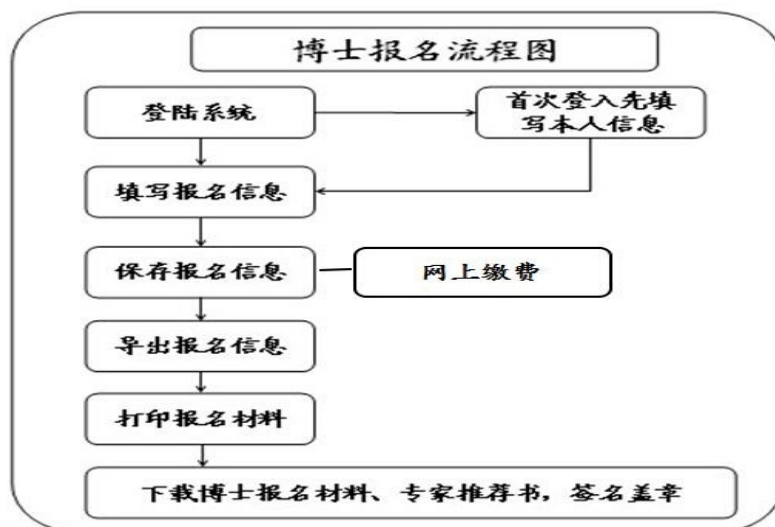 博士报名流程图
登陆系统
首次登入先填
写本人信息
填写报名信息
保存报名信息
网上缴费
导出报名信息
打印报名材料
下载博士报名材料、专家推荐书，签名盖章